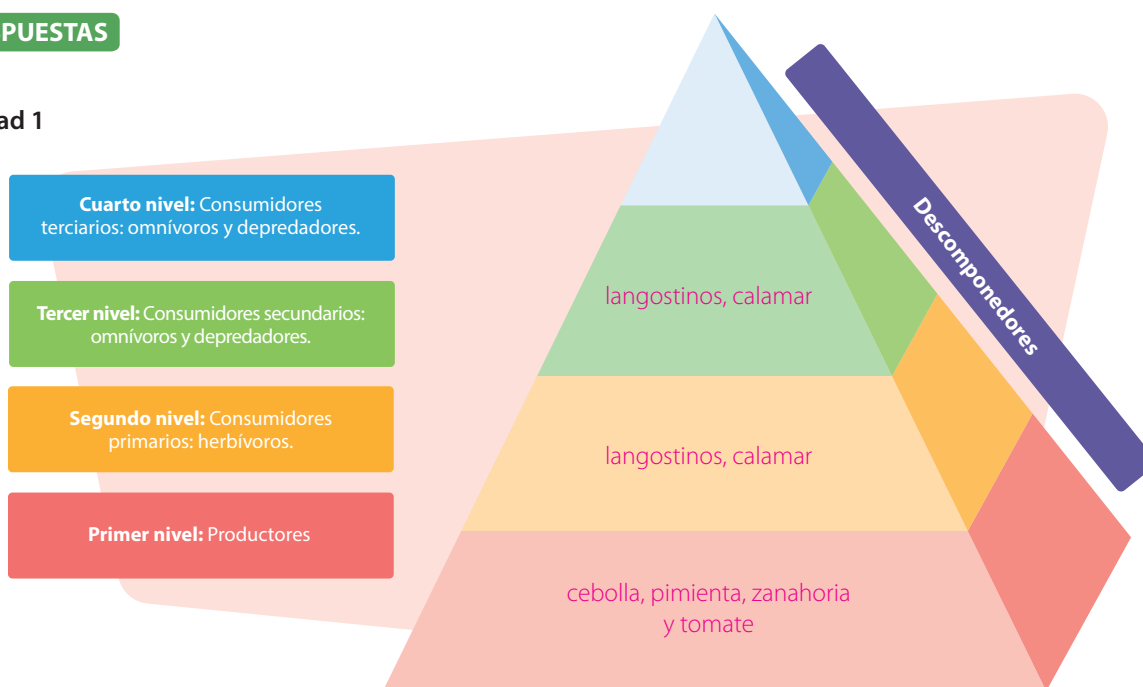 PUESTAS
ad 1
Cuarto nivel: Consumidores
terciarios: omnívoros y depredadores.
Tercer nivel: Consumidores secundarios:
omnívoros y depredadores.
Segundo nivel: Consumidores
primarios: herbívoros.
Primer nivel: Productores
langostinos, calamar
langostinos, calamar
cebolla, pimienta, zanahoria
y tomate
Descomponedores